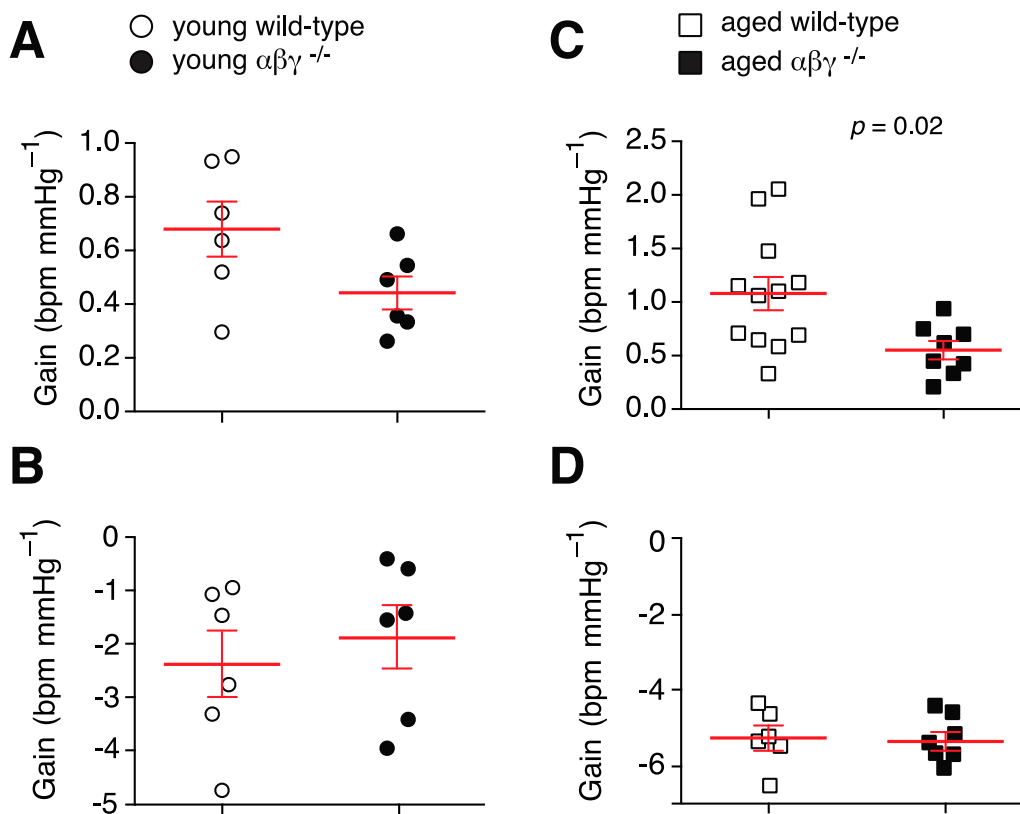 A
young wild-type
young αβγ -/-
Gain (bpm mmHg−1)
1.0
0.8
0.6
0.4
0.2
0.0
C
aged wild-type
aged αβγ -/-
p = 0.02
Gain (bpm mmHg−1)
2.5
2.0
1.5
1.0
0.5
0.0
B
Gain (bpm mmHg−1)
0
-1
-2
-3
-4
-5
D
Gain (bpm mmHg−1)
0
-2
-4
-6